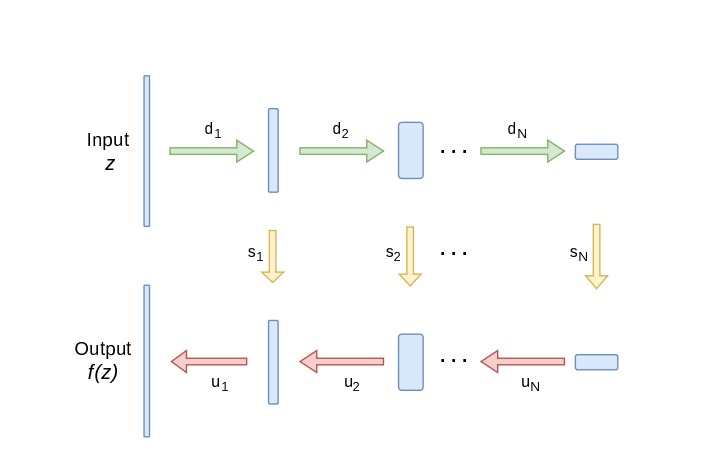 d1
d2
dN
Input
z
. . .
s1
s2
sN
. . .
Output
f(z)
. . .
u1
u2
uN